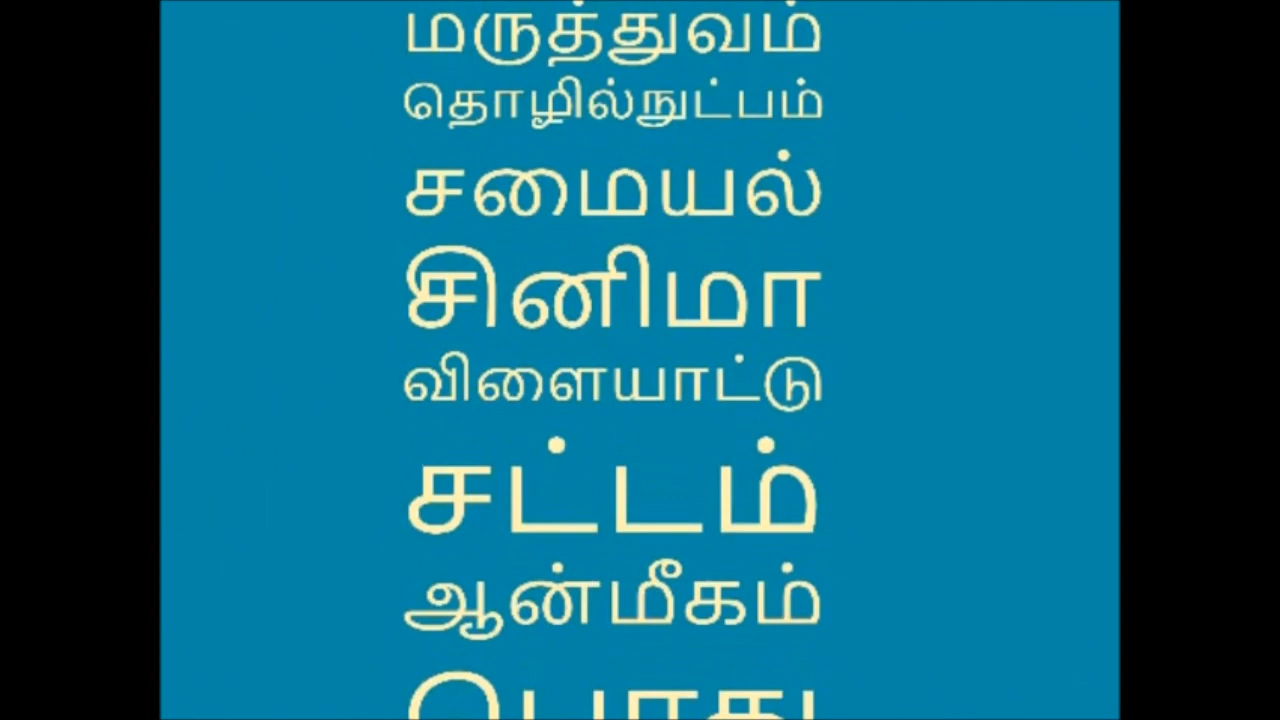 மருத்துவம்
தொழில்நுட்பம்
சமையல்
சினிமா
விளையாட்டு
சட்டம்
ஆன்மீகம்
பொது